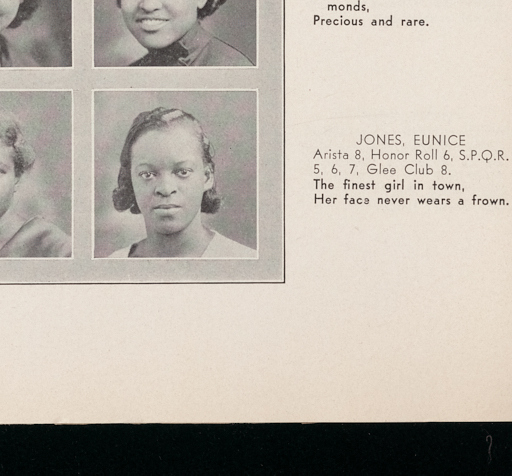 monds,
Precious and rare.
JONES, EUNICE
Arista 8, Honor Roll 6, S.P.Q.R.
5, 6, 7, Glee Club 8.
The finest girl in town,
Her face never wears a frown.